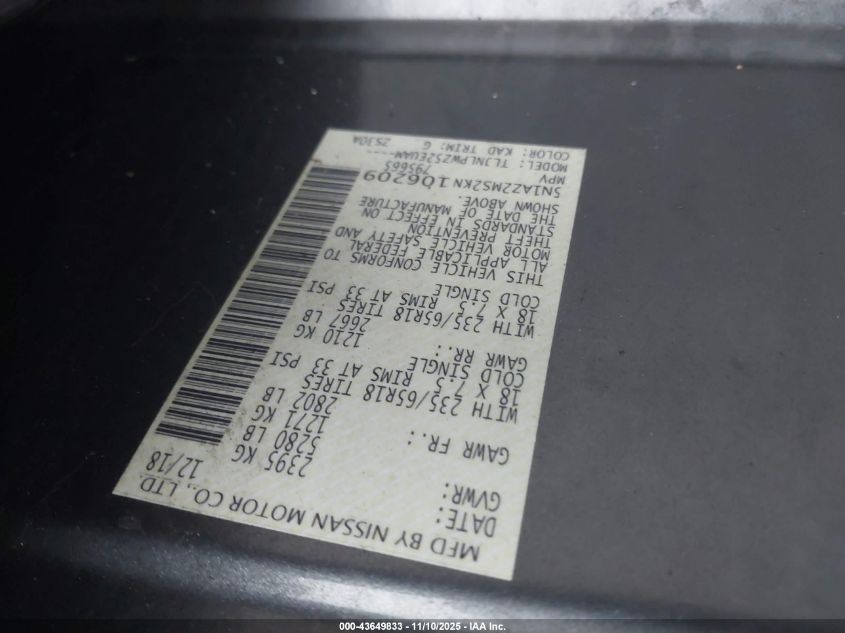 MFD BY NISSAN MOTOR CO., LTD.
DATE: 12/18
GVWR: 2395 KG
5280 LB
GAWR FR.: 1271 KG
2802 LB
WITH 235/65R18 TIRES
18 X 7.5 RIMS AT 33 PSI
COLD SINGLE
GAWR RR.: 1210 KG
2667 LB
WITH 235/65R18 TIRES
18 X 7.5 RIMS AT 33 PSI
COLD SINGLE
THIS VEHICLE CONFORMS TO
ALL APPLICABLE FEDERAL
MOTOR VEHICLE SAFETY AND
THEFT PREVENTION
STANDARDS IN EFFECT ON
THE DATE OF MANUFACTURE
SHOWN ABOVE.
5N1AZ2MS2KN106209
MPV 795665
MODEL: TLJNLPWZ52EUAM----
COLOR: KAD TRIM: G 2S30A
000-43649833 - 11/10/2025 - IAA Inc.